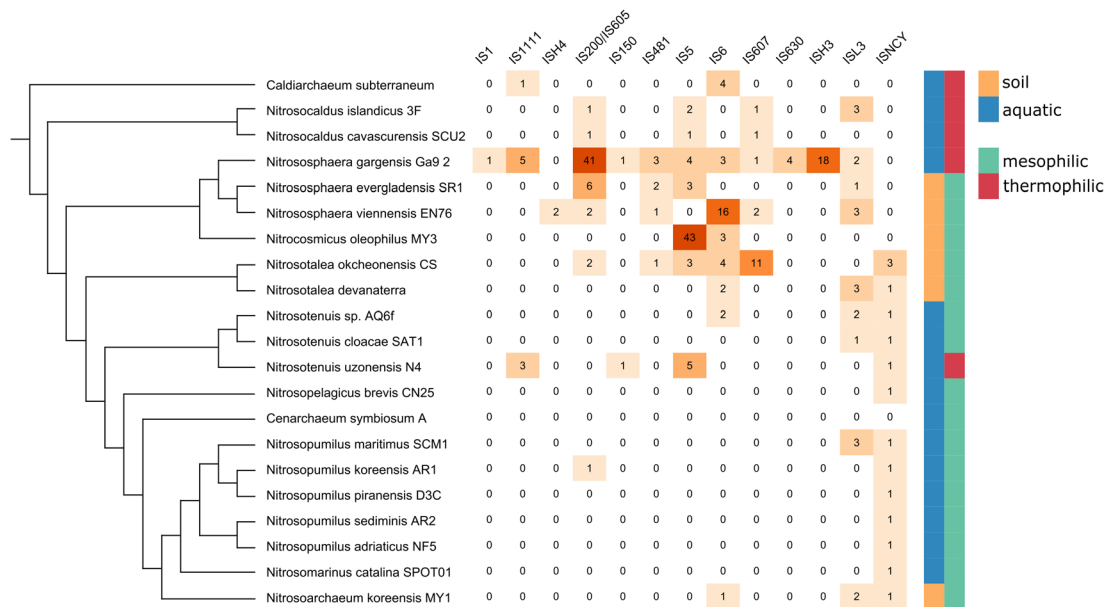 IS1 IS1111 ISH4 IS200/IS605 IS150 IS481 IS5 IS6 IS607 IS630 ISH3 ISL3 ISNCY
Caldiarchaeum subterraneum 0 1 0 0 0 0 0 4 0 0 0 0 0
soil
Nitrosocaldus islandicus 3F 0 0 0 1 0 0 2 0 1 0 0 3 0
aquatic
Nitrosocaldus cavascurensis SCU2 0 0 0 1 0 0 1 0 1 0 0 0 0
Nitrososphaera gargensis Ga9 2 1 5 0 41 1 3 4 3 1 4 18 2 0
mesophilic
Nitrososphaera evergladensis SR1 0 0 0 6 0 2 3 0 0 0 0 1 0
thermophilic
Nitrososphaera viennensis EN76 0 0 2 2 0 1 0 16 2 0 0 3 0
Nitrocosmicus oleophilus MY3 0 0 0 0 0 0 43 3 0 0 0 0 0
Nitrosotalea okcheonensis CS 0 0 0 2 0 1 3 4 11 0 0 0 3
Nitrosotalea devanaterra 0 0 0 0 0 0 0 2 0 0 0 3 1
Nitrosotenuis sp. AQ6f 0 0 0 0 0 0 0 2 0 0 0 2 1
Nitrosotenuis cloacae SAT1 0 0 0 0 0 0 0 0 0 0 0 1 1
Nitrosotenuis uzonensis N4 0 3 0 0 1 0 5 0 0 0 0 0 1
Nitrosopelagicus brevis CN25 0 0 0 0 0 0 0 0 0 0 0 0 1
Cenarchaeum symbiosum A 0 0 0 0 0 0 0 0 0 0 0 0 0
Nitrosopumilus maritimus SCM1 0 0 0 0 0 0 0 0 0 0 0 3 1
Nitrosopumilus koreensis AR1 0 0 0 1 0 0 0 0 0 0 0 0 1
Nitrosopumilus piranensis D3C 0 0 0 0 0 0 0 0 0 0 0 0 1
Nitrosopumilus sediminis AR2 0 0 0 0 0 0 0 0 0 0 0 0 1
Nitrosopumilus adriaticus NF5 0 0 0 0 0 0 0 0 0 0 0 0 1
Nitrosomarinus catalina SPOT01 0 0 0 0 0 0 0 0 0 0 0 0 1
Nitrosoarchaeum koreensis MY1 0 0 0 0 0 0 0 1 0 0 0 2 1